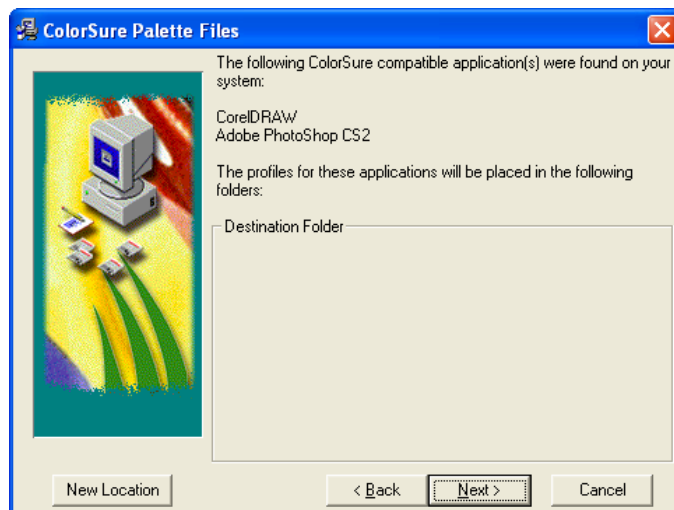 ColorSure Palette Files
The following ColorSure compatible application(s) were found on your
system:
CorelDRAW
Adobe PhotoShop CS2
The profiles for these applications will be placed in the following
folders:
Destination Folder
New Location
< Back
Next >
Cancel